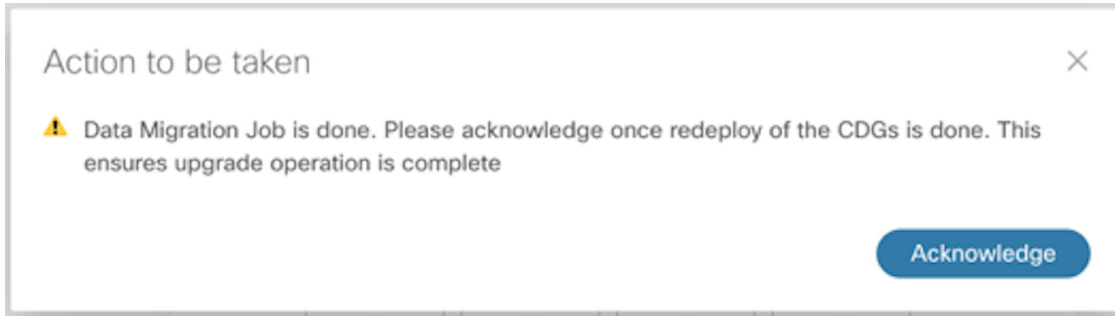 Action to be taken
Data Migration Job is done. Please acknowledge once redeploy of the CDGs is done. This
ensures upgrade operation is complete
Acknowledge